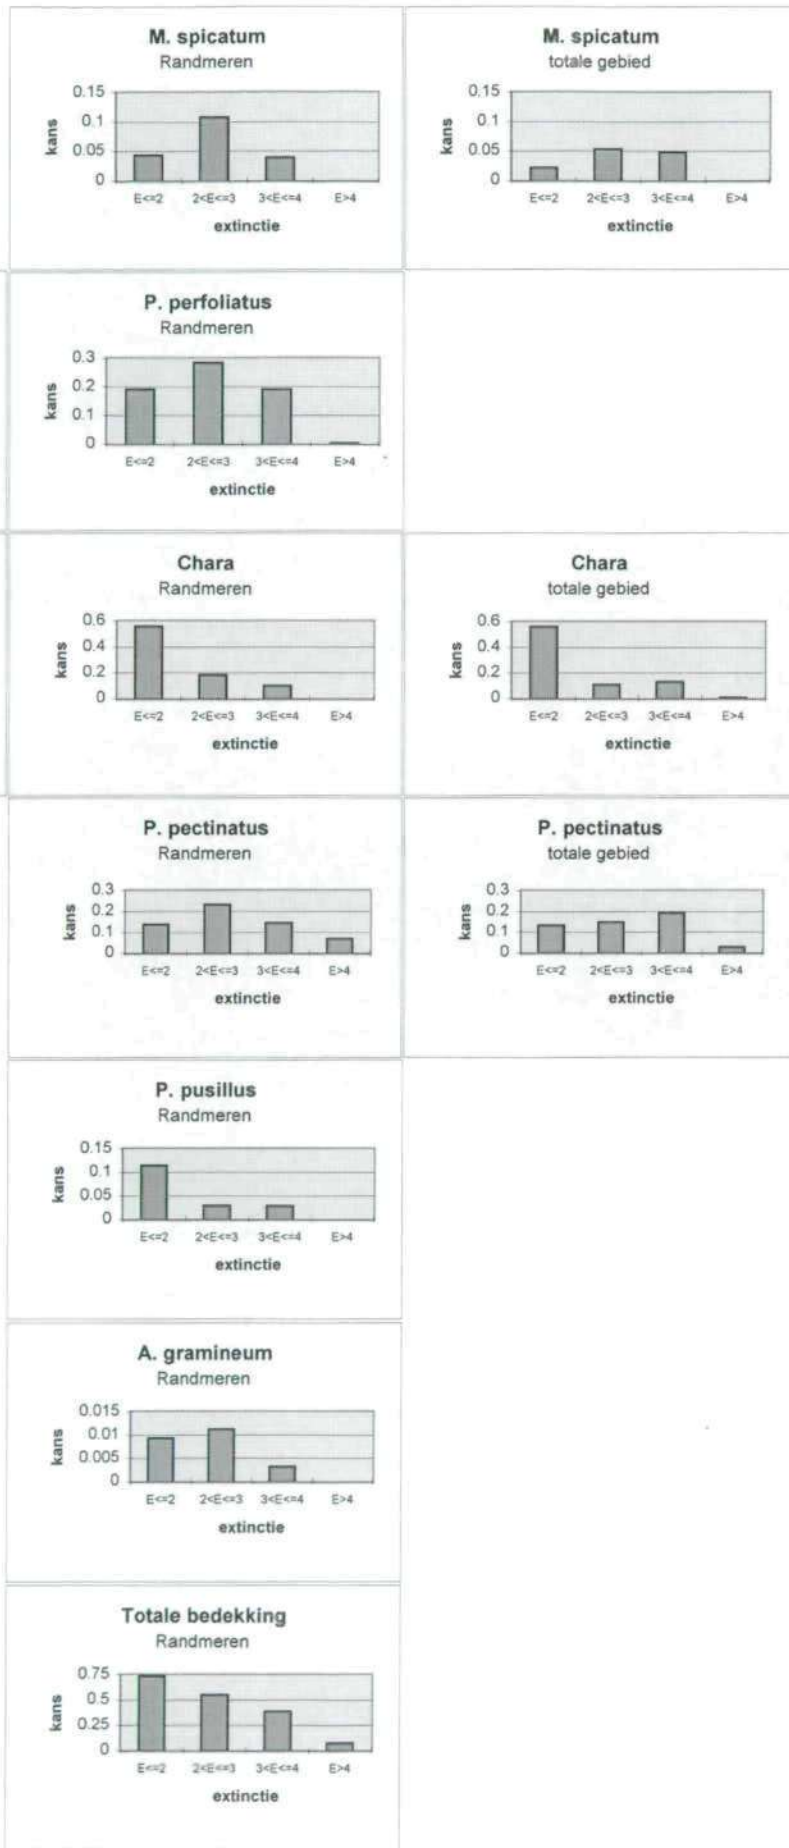 M. spicatum
Randmeren
0.15
0.1
0.05
0
kans
E<=2 2<E<=3 3<E<=4 E>4
extinctie
M. spicatum
totale gebied
0.15
0.1
0.05
0
kans
E<=2 2<E<=3 3<E<=4 E>4
extinctie
P. perfoliatus
Randmeren
0.3
0.2
0.1
0
kans
E<=2 2<E<=3 3<E<=4 E>4
extinctie
Chara
Randmeren
0.6
0.4
0.2
0
kans
E<=2 2<E<=3 3<E<=4 E>4
extinctie
Chara
totale gebied
0.6
0.4
0.2
0
kans
E<=2 2<E<=3 3<E<=4 E>4
extinctie
P. pectinatus
Randmeren
0.3
0.2
0.1
0
kans
E<=2 2<E<=3 3<E<=4 E>4
extinctie
P. pectinatus
totale gebied
0.3
0.2
0.1
0
kans
E<=2 2<E<=3 3<E<=4 E>4
extinctie
P. pusillus
Randmeren
0.15
0.1
0.05
0
kans
E<=2 2<E<=3 3<E<=4 E>4
extinctie
A. gramineum
Randmeren
0.015
0.01
0.005
0
kans
E<=2 2<E<=3 3<E<=4 E>4
extinctie
Totale bedekking
Randmeren
0.75
0.5
0.25
0
kans
E<=2 2<E<=3 3<E<=4 E>4
extinctie